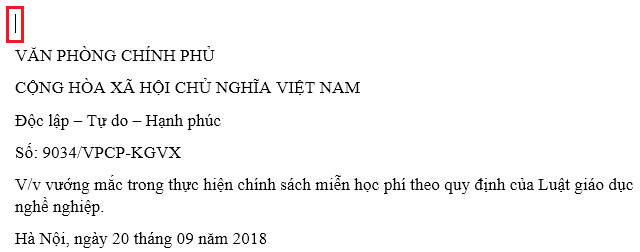 VĂN PHÒNG CHÍNH PHỦ
CỘNG HÒA XÃ HỘI CHỦ NGHĨA VIỆT NAM
Độc lập – Tự do – Hạnh phúc
Số: 9034/VPCP-KGVX
V/v vướng mắc trong thực hiện chính sách miễn học phí theo quy định của Luật giáo dục
nghề nghiệp.
Hà Nội, ngày 20 tháng 09 năm 2018